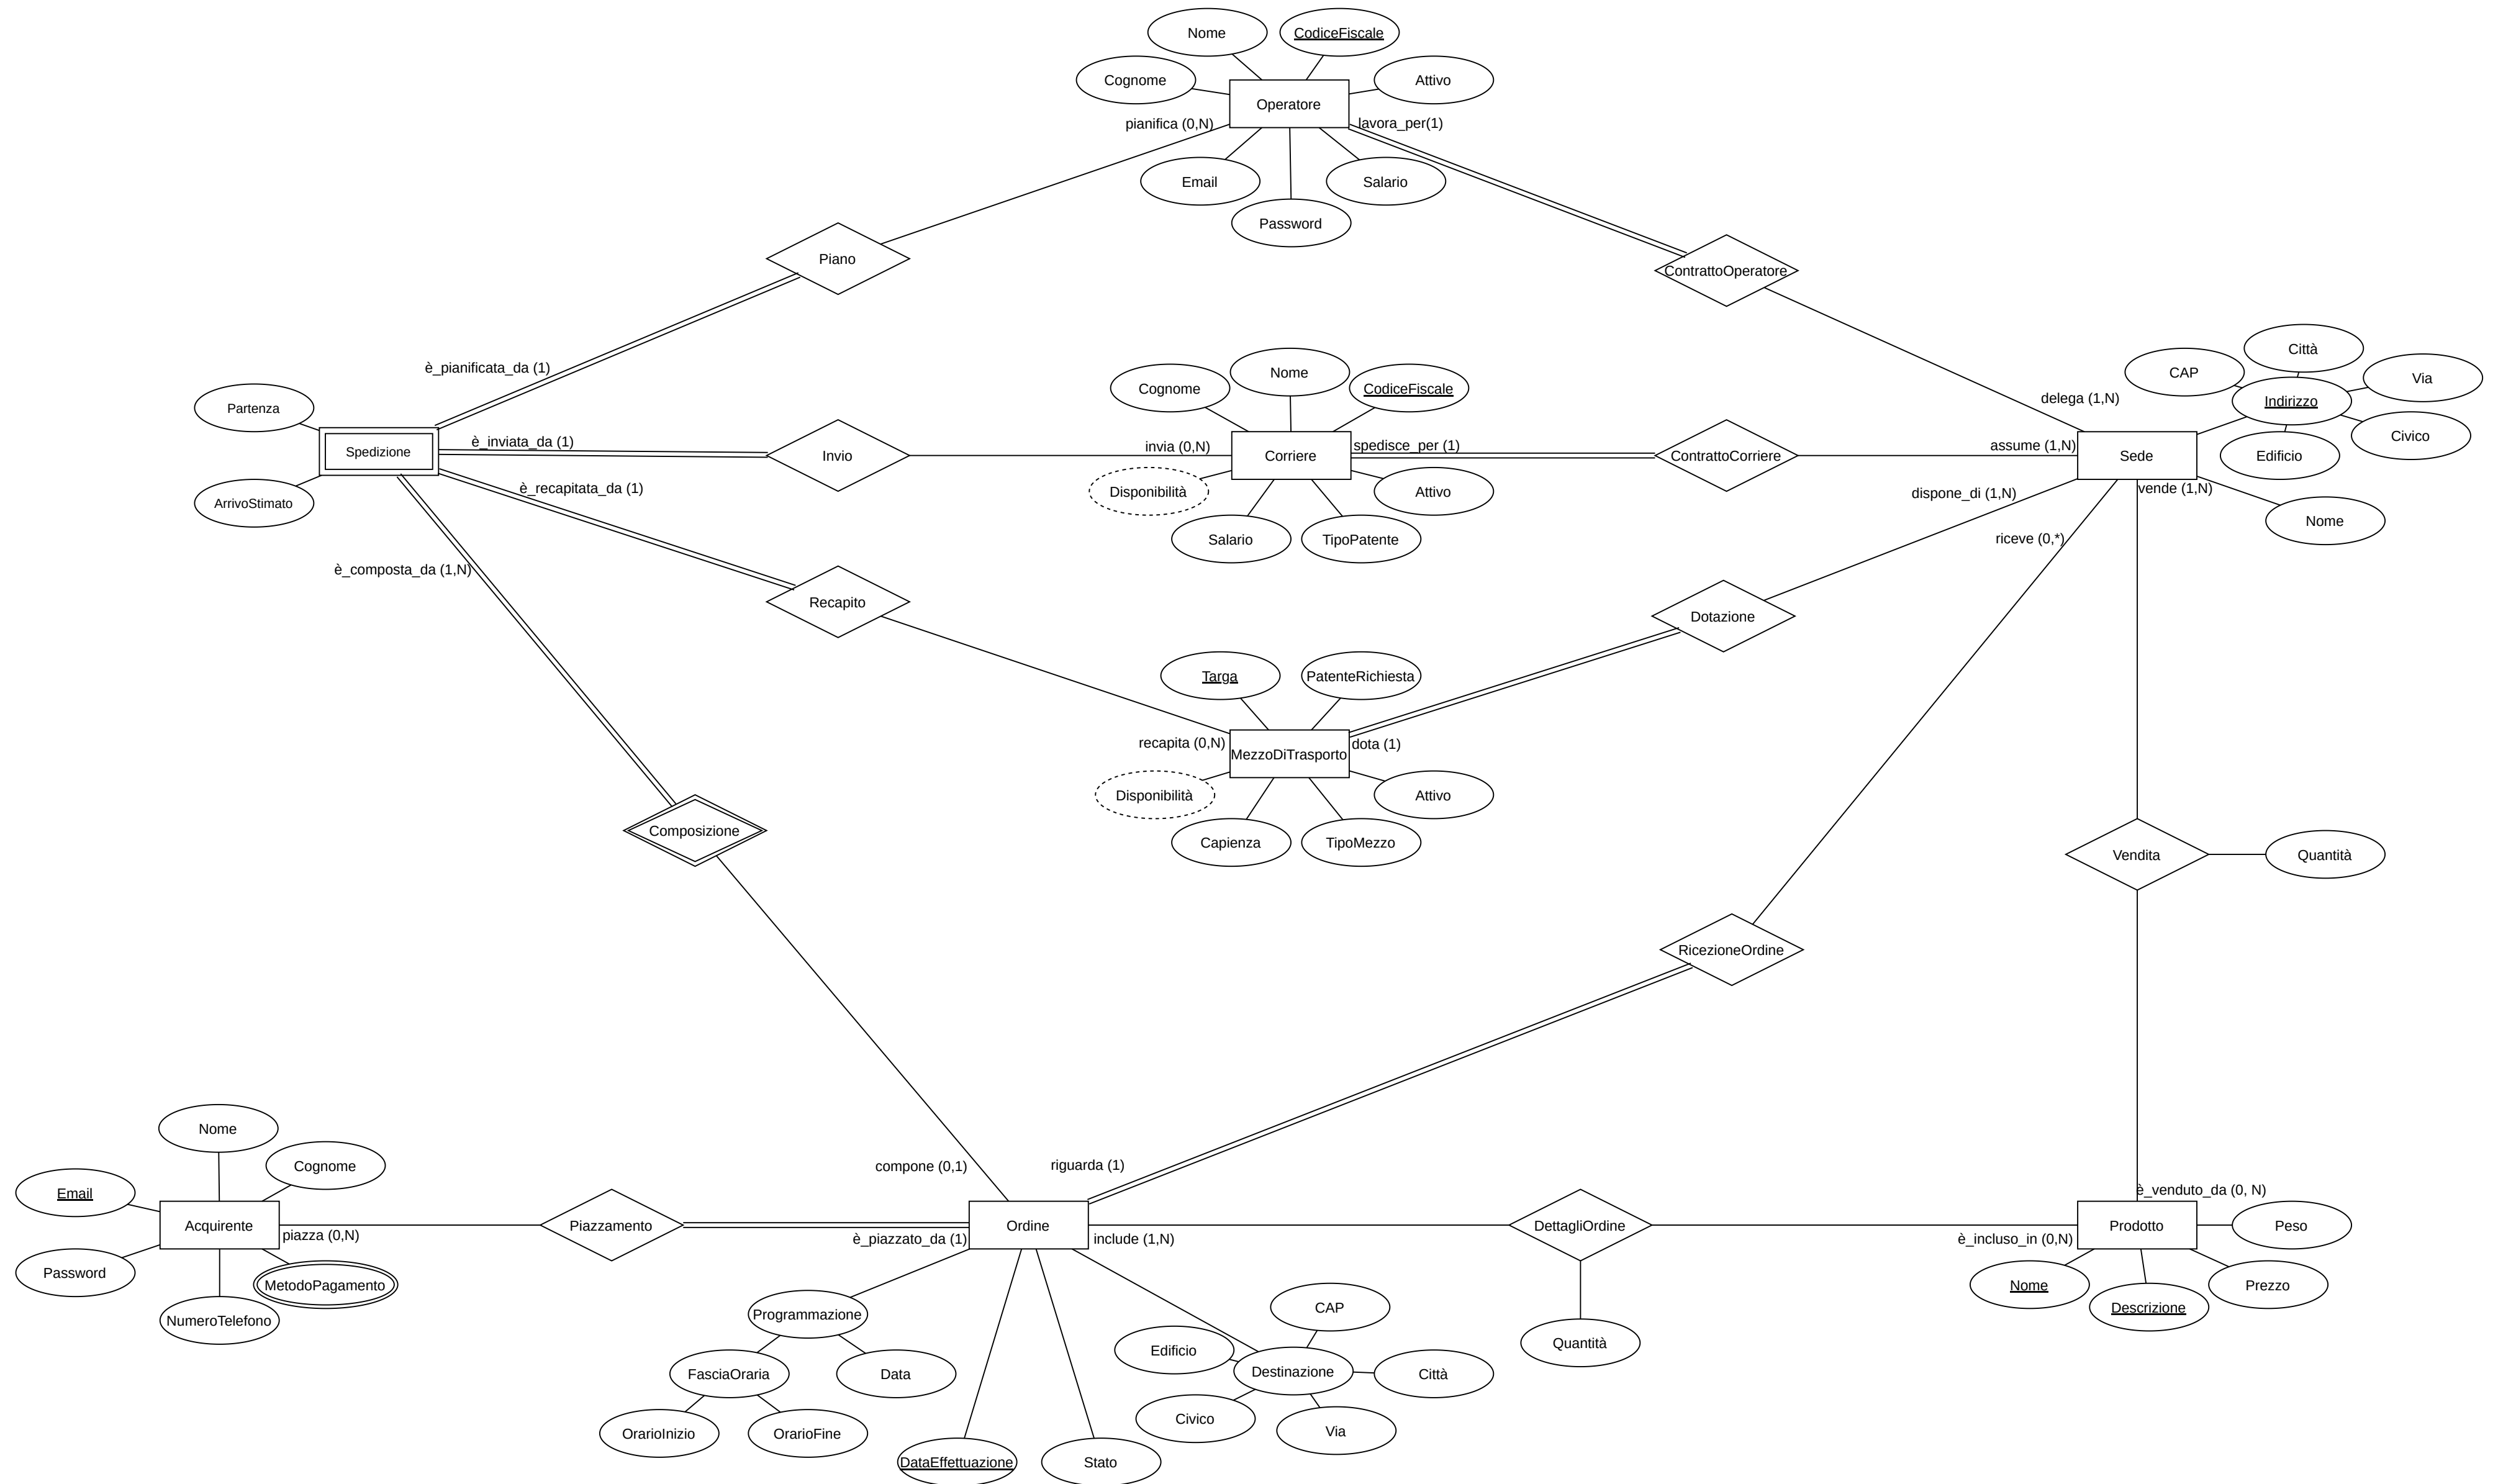 Nome
CodiceFiscale
Cognome
Attivo
Operatore
pianifica (0,N)
lavora_per(1)
Email
Salario
Password
Piano
ContrattoOperatore
è_pianificata_da (1)
Cognome
Nome
CodiceFiscale
CAP
Città
Via
Indirizzo
delega (1,N)
Partenza
Civico
Spedizione
è_inviata_da (1)
Invio
invia (0,N)
Corriere
spedisce_per (1)
ContrattoCorriere
assume (1,N)
Sede
Edificio
ArrivoStimato
è_recapitata_da (1)
Disponibilità
Attivo
dispone_di (1,N)
vende (1,N)
Nome
Salario
TipoPatente
riceve (0,*)
è_composta_da (1,N)
Recapito
Dotazione
Targa
PatenteRichiesta
recapita (0,N)
MezzoDiTrasporto
dota (1)
Disponibilità
Attivo
Composizione
Capienza
TipoMezzo
Vendita
Quantità
RicezioneOrdine
Nome
Cognome
compone (0,1)
riguarda (1)
Email
è_venduto_da (0, N)
Acquirente
piazza (0,N)
Piazzamento
è_piazzato_da (1)
Ordine
include (1,N)
DettagliOrdine
è_incluso_in (0,N)
Prodotto
Peso
Password
MetodoPagamento
NumeroTelefono
Nome
Descrizione
Prezzo
Programmazione
CAP
Quantità
Edificio
FasciaOraria
Data
Destinazione
Città
Civico
Via
OrarioInizio
OrarioFine
DataEffettuazione
Stato